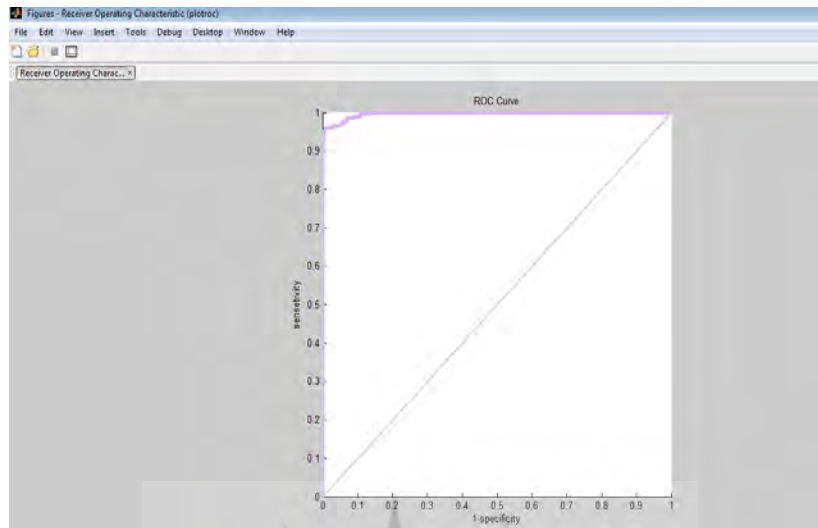 Figures - Receiver Operating Characteristic (plotroc)
File Edit View Insert Tools Debug Desktop Window Help
Receiver Operating Charac... ×
ROC Curve
1
0.9
0.8
0.7
0.6
0.5
0.4
0.3
0.2
0.1
0
sensetivity
0 0.1 0.2 0.3 0.4 0.5 0.6 0.7 0.8 0.9 1
1 specificity